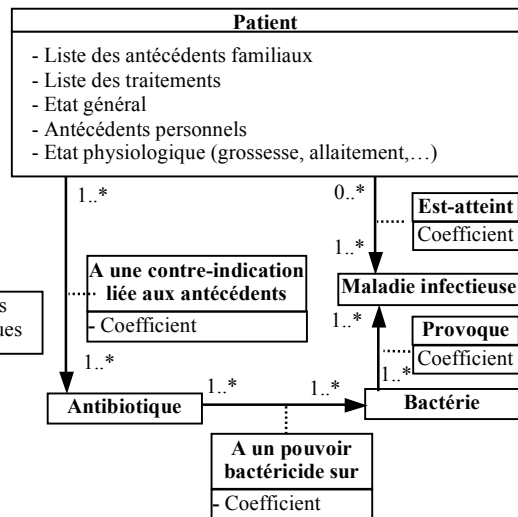 Patient
- Liste des antécédents familiaux
- Liste des traitements
- Etat général
- Antécédents personnels
- Etat physiologique (grossesse, allaitement,…)
1..*
0..*
Est-atteint
Coefficient
A une contre-indication
liée aux antécédents
- Coefficient
1..*
Maladie infectieuse
1..*
Provoque
Coefficient
1..*
1..*
1..*
1..*
Antibiotique
Bactérie
A un pouvoir
bactéricide sur
- Coefficient